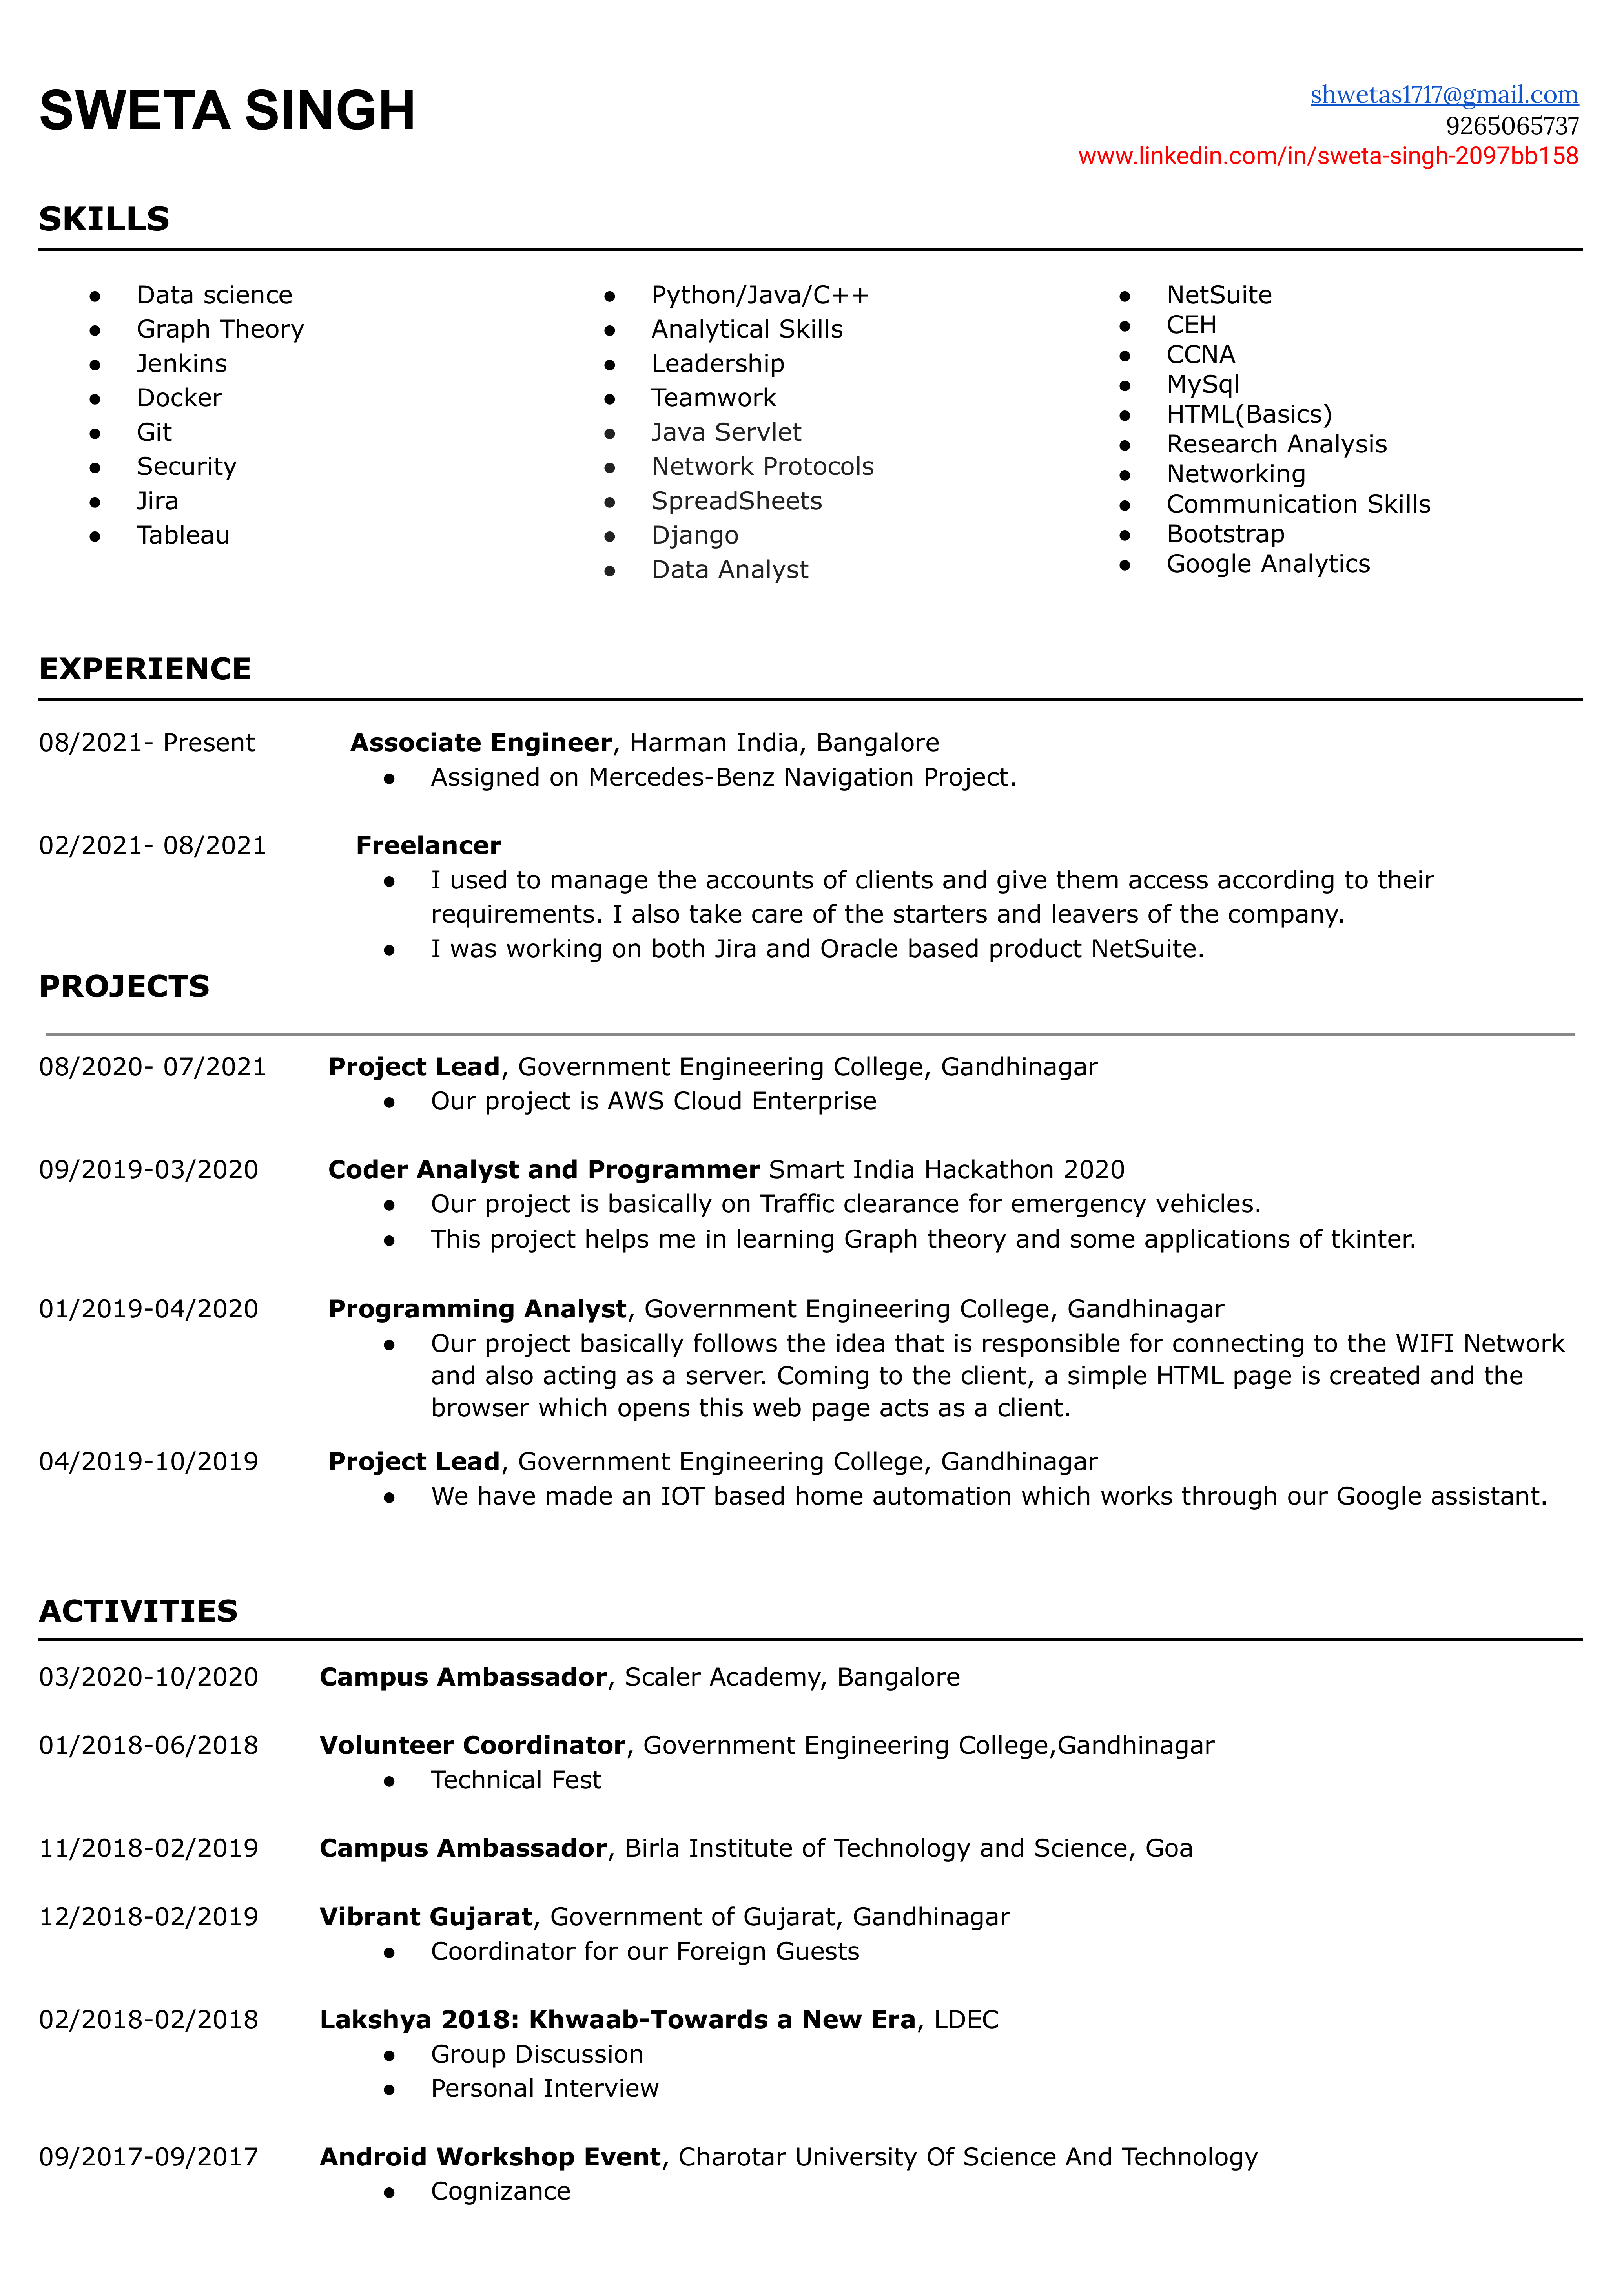 SWETA SINGH
shwetas1717@gmail.com
9265065737
www.linkedin.com/in/sweta-singh-2097bb158
SKILLS
● Data science
● Graph Theory
● Jenkins
● Docker
● Git
● Security
● Jira
● Tableau
● Python/Java/C++
● Analytical Skills
● Leadership
● Teamwork
● Java Servlet
● Network Protocols
● SpreadSheets
● Django
● Data Analyst
● NetSuite
● CEH
● CCNA
● MySql
● HTML(Basics)
● Research Analysis
● Networking
● Communication Skills
● Bootstrap
● Google Analytics
EXPERIENCE
08/2021- Present Associate Engineer, Harman India, Bangalore
● Assigned on Mercedes-Benz Navigation Project.
02/2021- 08/2021 Freelancer
● I used to manage the accounts of clients and give them access according to their
requirements. I also take care of the starters and leavers of the company.
● I was working on both Jira and Oracle based product NetSuite.
PROJECTS
08/2020- 07/2021 Project Lead, Government Engineering College, Gandhinagar
● Our project is AWS Cloud Enterprise
09/2019-03/2020 Coder Analyst and Programmer Smart India Hackathon 2020
● Our project is basically on Traffic clearance for emergency vehicles.
● This project helps me in learning Graph theory and some applications of tkinter.
01/2019-04/2020 Programming Analyst, Government Engineering College, Gandhinagar
● Our project basically follows the idea that is responsible for connecting to the WIFI Network
and also acting as a server. Coming to the client, a simple HTML page is created and the
browser which opens this web page acts as a client.
04/2019-10/2019 Project Lead, Government Engineering College, Gandhinagar
● We have made an IOT based home automation which works through our Google assistant.
ACTIVITIES
03/2020-10/2020 Campus Ambassador, Scaler Academy, Bangalore
01/2018-06/2018 Volunteer Coordinator, Government Engineering College,Gandhinagar
● Technical Fest
11/2018-02/2019 Campus Ambassador, Birla Institute of Technology and Science, Goa
12/2018-02/2019 Vibrant Gujarat, Government of Gujarat, Gandhinagar
● Coordinator for our Foreign Guests
02/2018-02/2018 Lakshya 2018: Khwaab-Towards a New Era, LDEC
● Group Discussion
● Personal Interview
09/2017-09/2017 Android Workshop Event, Charotar University Of Science And Technology
● Cognizance